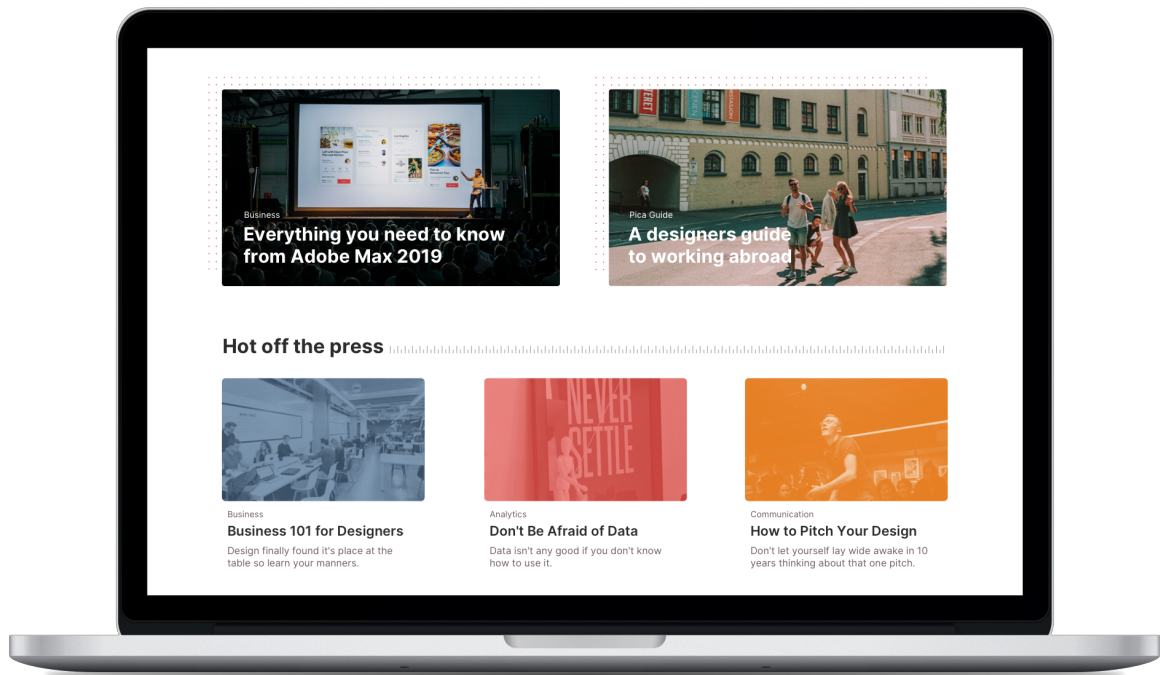 Business
Everything you need to know
from Adobe Max 2019
Pica Guide
A designers guide
to working abroad
Hot off the press
NEVER
SETTLE
Business
Business 101 for Designers
Design finally found it's place at the
table so learn your manners.
Analytics
Don't Be Afraid of Data
Data isn't any good if you don't know
how to use it.
Communication
How to Pitch Your Design
Don't let yourself lay wide awake in 10
years thinking about that one pitch.